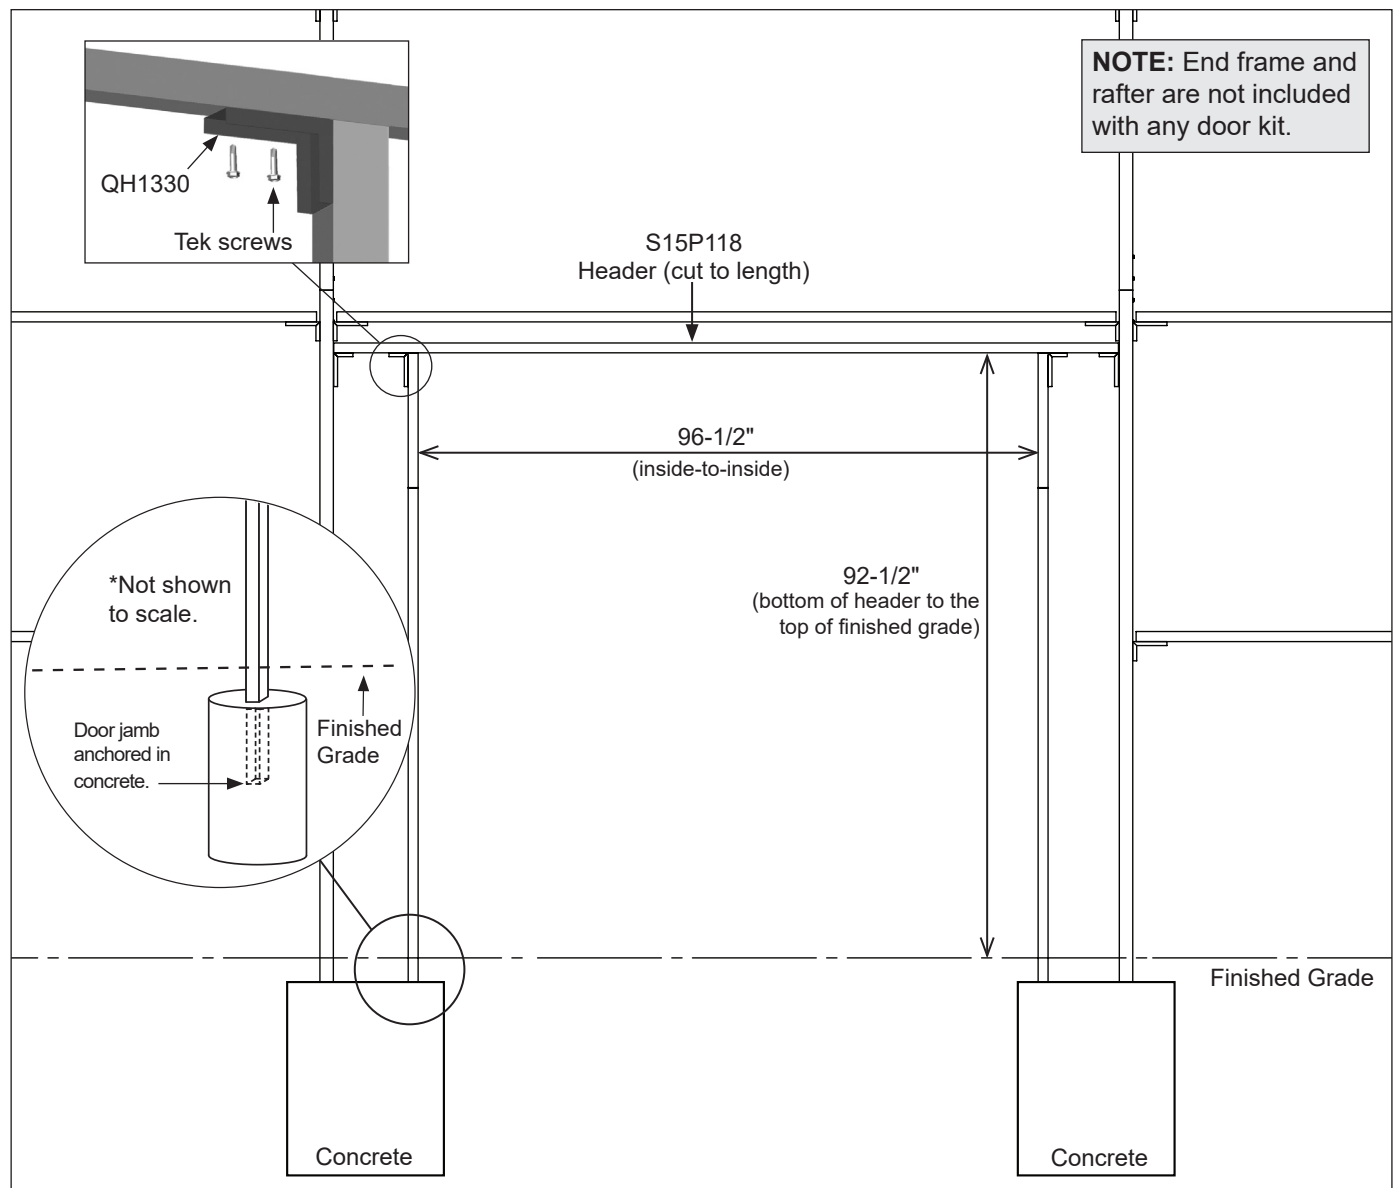 NOTE: End frame and
rafter are not included
with any door kit.
QH1330
Tek screws
S15P118
Header (cut to length)
96-1/2"
(inside-to-inside)
92-1/2"
(bottom of header to the
top of finished grade)
*Not shown
to scale.
Door jamb
anchored in
concrete.
Finished
Grade
Finished Grade
Concrete
Concrete